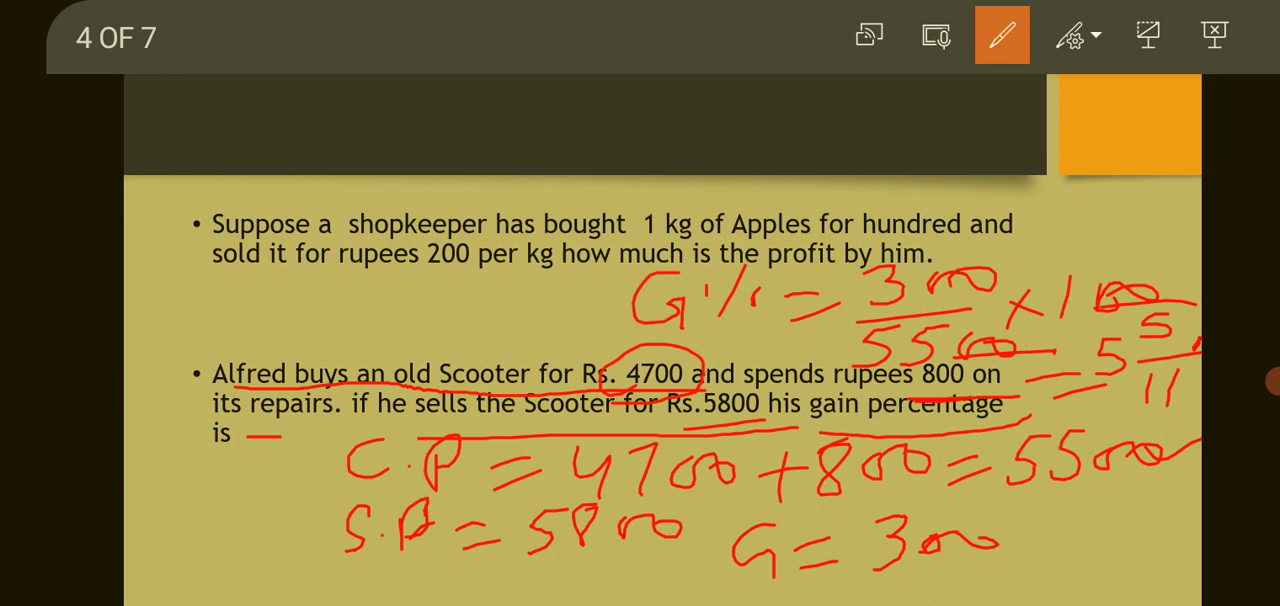 4 OF 7
• Suppose a shopkeeper has bought 1 kg of Apples for hundred and
sold it for rupees 200 per kg how much is the profit by him.
G% = 300/5500 × 100
= 5 5/11
• Alfred buys an old Scooter for Rs. 4700 and spends rupees 800 on
its repairs. if he sells the Scooter for Rs.5800 his gain percentage
is
C.P = 4700 + 800 = 5500
S.P = 5800 G = 300